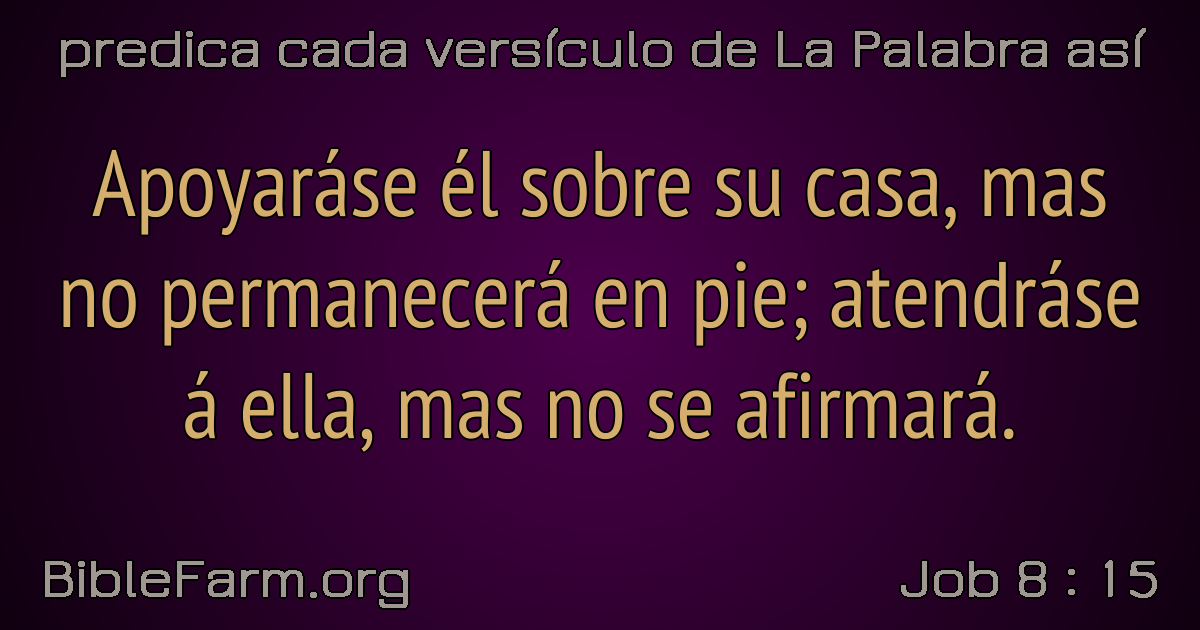 predica cada versículo de La Palabra así
Apoyaráse él sobre su casa, mas
no permanecerá en pie; atendráse
á ella, mas no se afirmará.
BibleFarm.org
Job 8 : 15